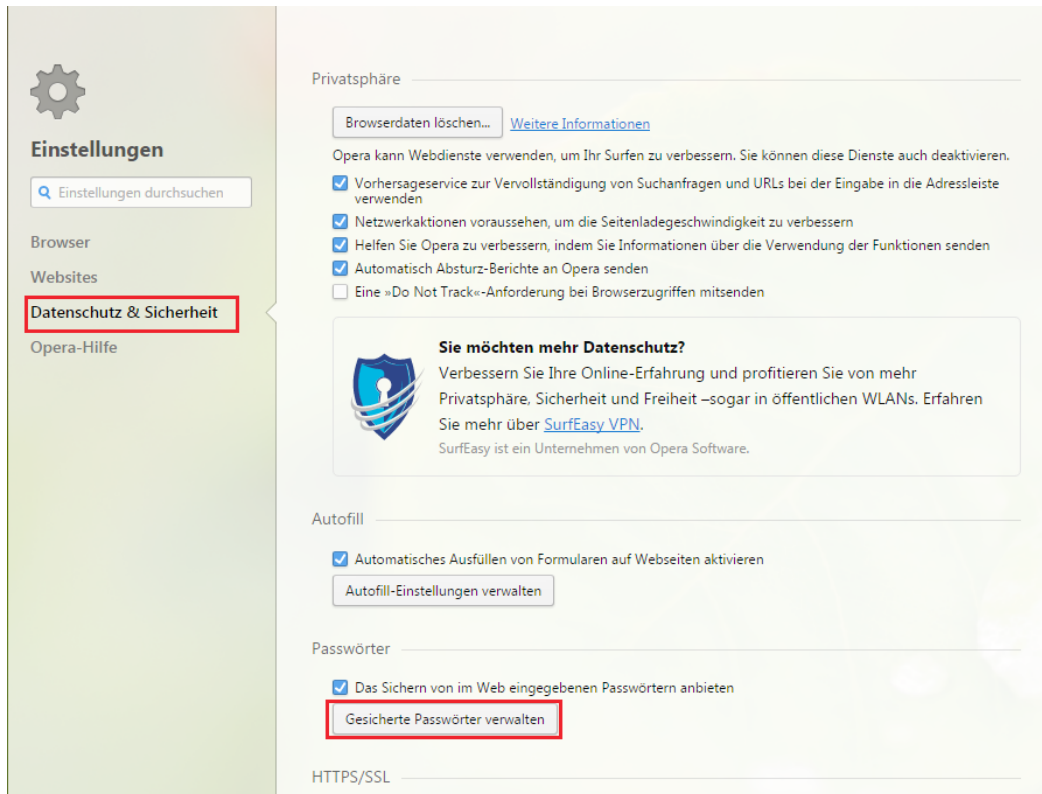 Einstellungen
Einstellungen durchsuchen
Browser
Websites
Datenschutz & Sicherheit
Opera-Hilfe
Privatsphäre
Browserdaten löschen... Weitere Informationen
Opera kann Webdienste verwenden, um Ihr Surfen zu verbessern. Sie können diese Dienste auch deaktivieren.
Vorhersageservice zur Vervollständigung von Suchanfragen und URLs bei der Eingabe in die Adressleiste
verwenden
Netzwerkaktionen voraussehen, um die Seitenladegeschwindigkeit zu verbessern
Helfen Sie Opera zu verbessern, indem Sie Informationen über die Verwendung der Funktionen senden
Automatisch Absturz-Berichte an Opera senden
Eine »Do Not Track«-Anforderung bei Browserzugriffen mitsenden
Sie möchten mehr Datenschutz?
Verbessern Sie Ihre Online-Erfahrung und profitieren Sie von mehr
Privatsphäre, Sicherheit und Freiheit –sogar in öffentlichen WLANs. Erfahren
Sie mehr über SurfEasy VPN.
SurfEasy ist ein Unternehmen von Opera Software.
Autofill
Automatisches Ausfüllen von Formularen auf Webseiten aktivieren
Autofill-Einstellungen verwalten
Passwörter
Das Sichern von im Web eingegebenen Passwörtern anbieten
Gesicherte Passwörter verwalten
HTTPS/SSL